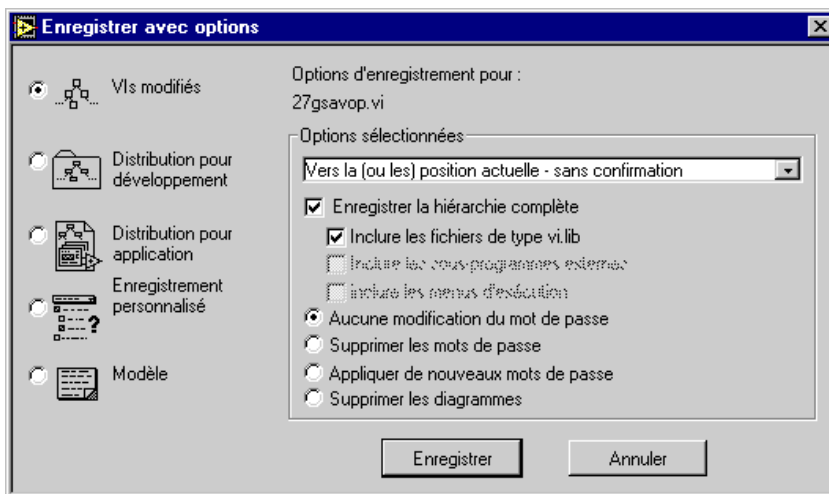 Enregistrer avec options
VIs modifiés
Distribution pour
développement
Distribution pour
application
Enregistrement
personnalisé
Modèle
Options d'enregistrement pour :
27gsavop.vi
Options sélectionnées
Vers la (ou les) position actuelle - sans confirmation
Enregistrer la hiérarchie complète
Inclure les fichiers de type vi.lib
Inclure les sous-programmes externes
inclure les menus d'exécution
Aucune modification du mot de passe
Supprimer les mots de passe
Appliquer de nouveaux mots de passe
Supprimer les diagrammes
Enregistrer
Annuler